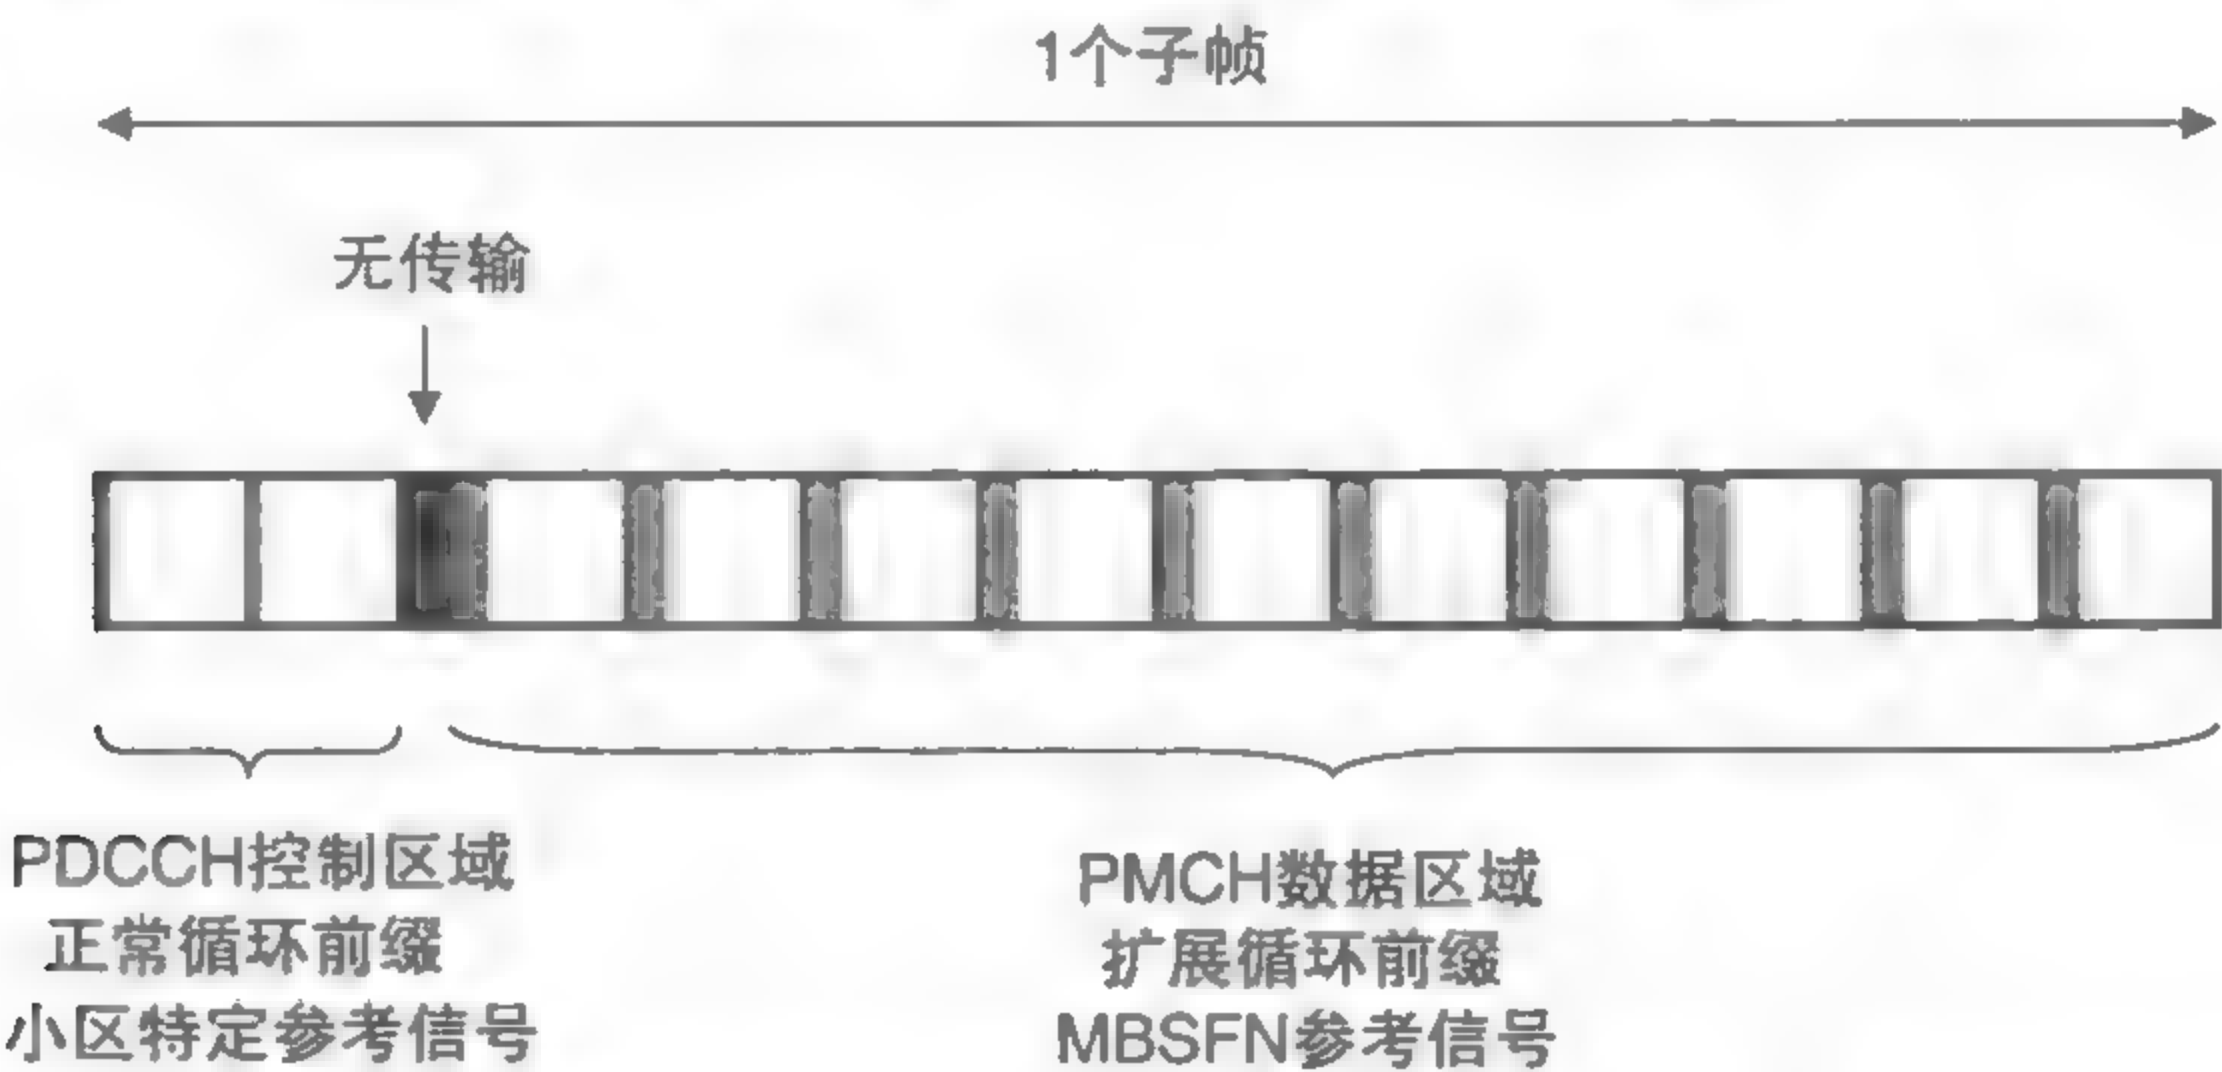 1个子帧
无传输
PDCCH控制区域
正常循环前缀
小区特定参考信号
PMCH数据区域
扩展循环前缀
MBSFN参考信号